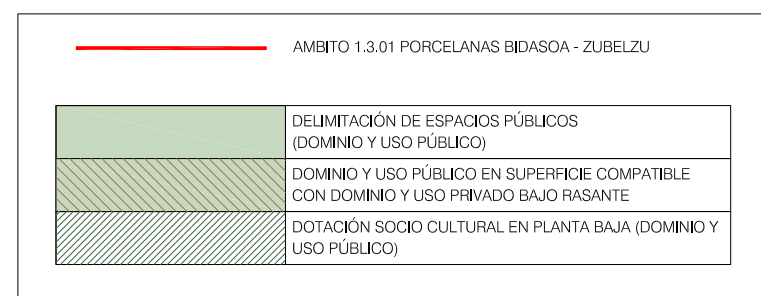 AMBITO 1.3.01 PORCELANAS BIDASOA - ZUBELZU
DELIMITACIÓN DE ESPACIOS PÚBLICOS
(DOMINIO Y USO PÚBLICO)
DOMINIO Y USO PÚBLICO EN SUPERFICIE COMPATIBLE
CON DOMINIO Y USO PRIVADO BAJO RASANTE
DOTACIÓN SOCIO CULTURAL EN PLANTA BAJA (DOMINIO Y
USO PÚBLICO)